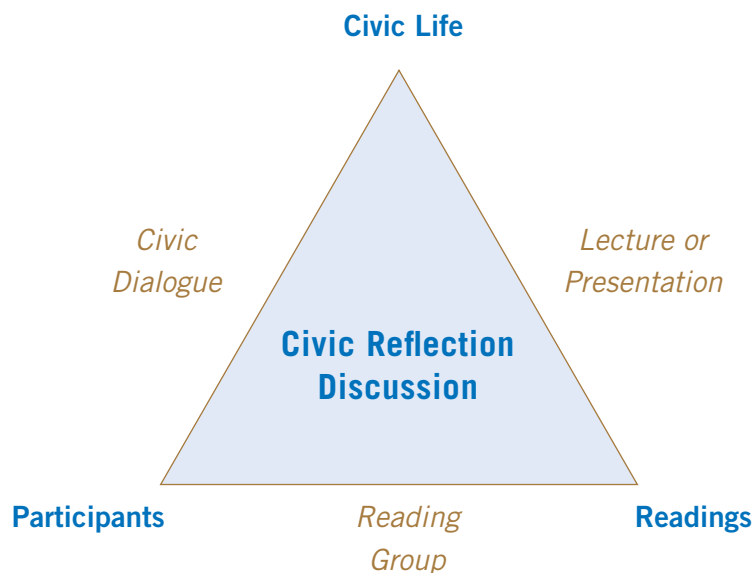 Civic Life
Civic
Dialogue
Lecture or
Presentation
Civic Reflection
Discussion
Participants
Reading
Group
Readings